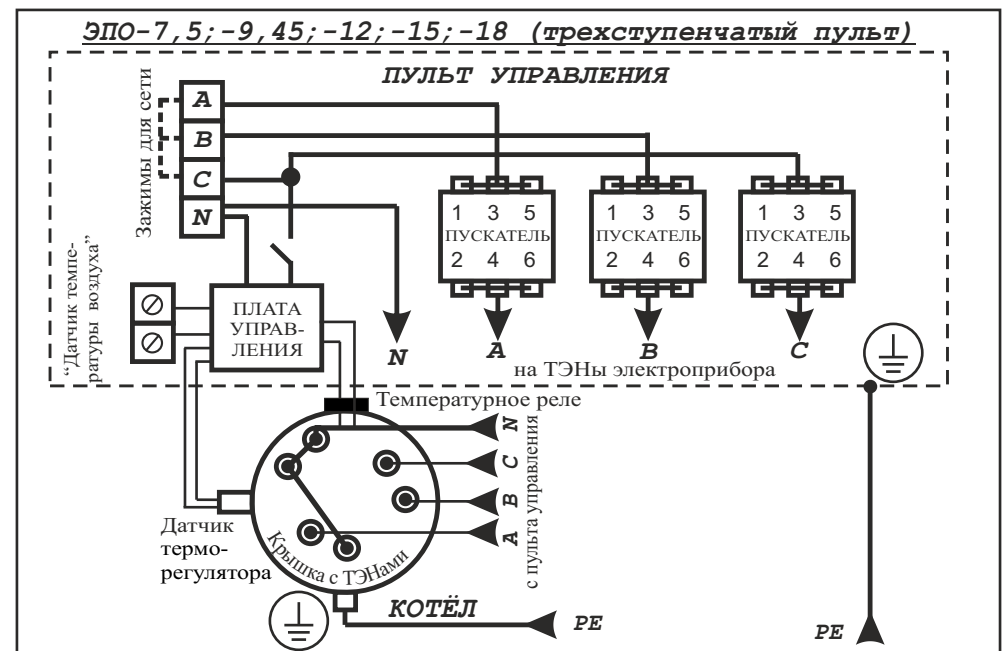 ЭПО-7,5;-9,45;-12;-15;-18 (трехступенчатый пульт)
ПУЛЬТ УПРАВЛЕНИЯ
Зажимы для сети
A
B
C
N
1 3 5
ПУСКАТЕЛЬ
2 4 6
1 3 5
ПУСКАТЕЛЬ
2 4 6
1 3 5
ПУСКАТЕЛЬ
2 4 6
“Датчик темпе-
ратуры воздуха”
ПЛАТА
УПРАВ-
ЛЕНИЯ
N
A
B
C
на ТЭНы электроприбора
Температурное реле
N
C
B
A
с пульта управления
Датчик
термо-
регулятора
Крышка с ТЭНами
КОТЁЛ
PE
PE